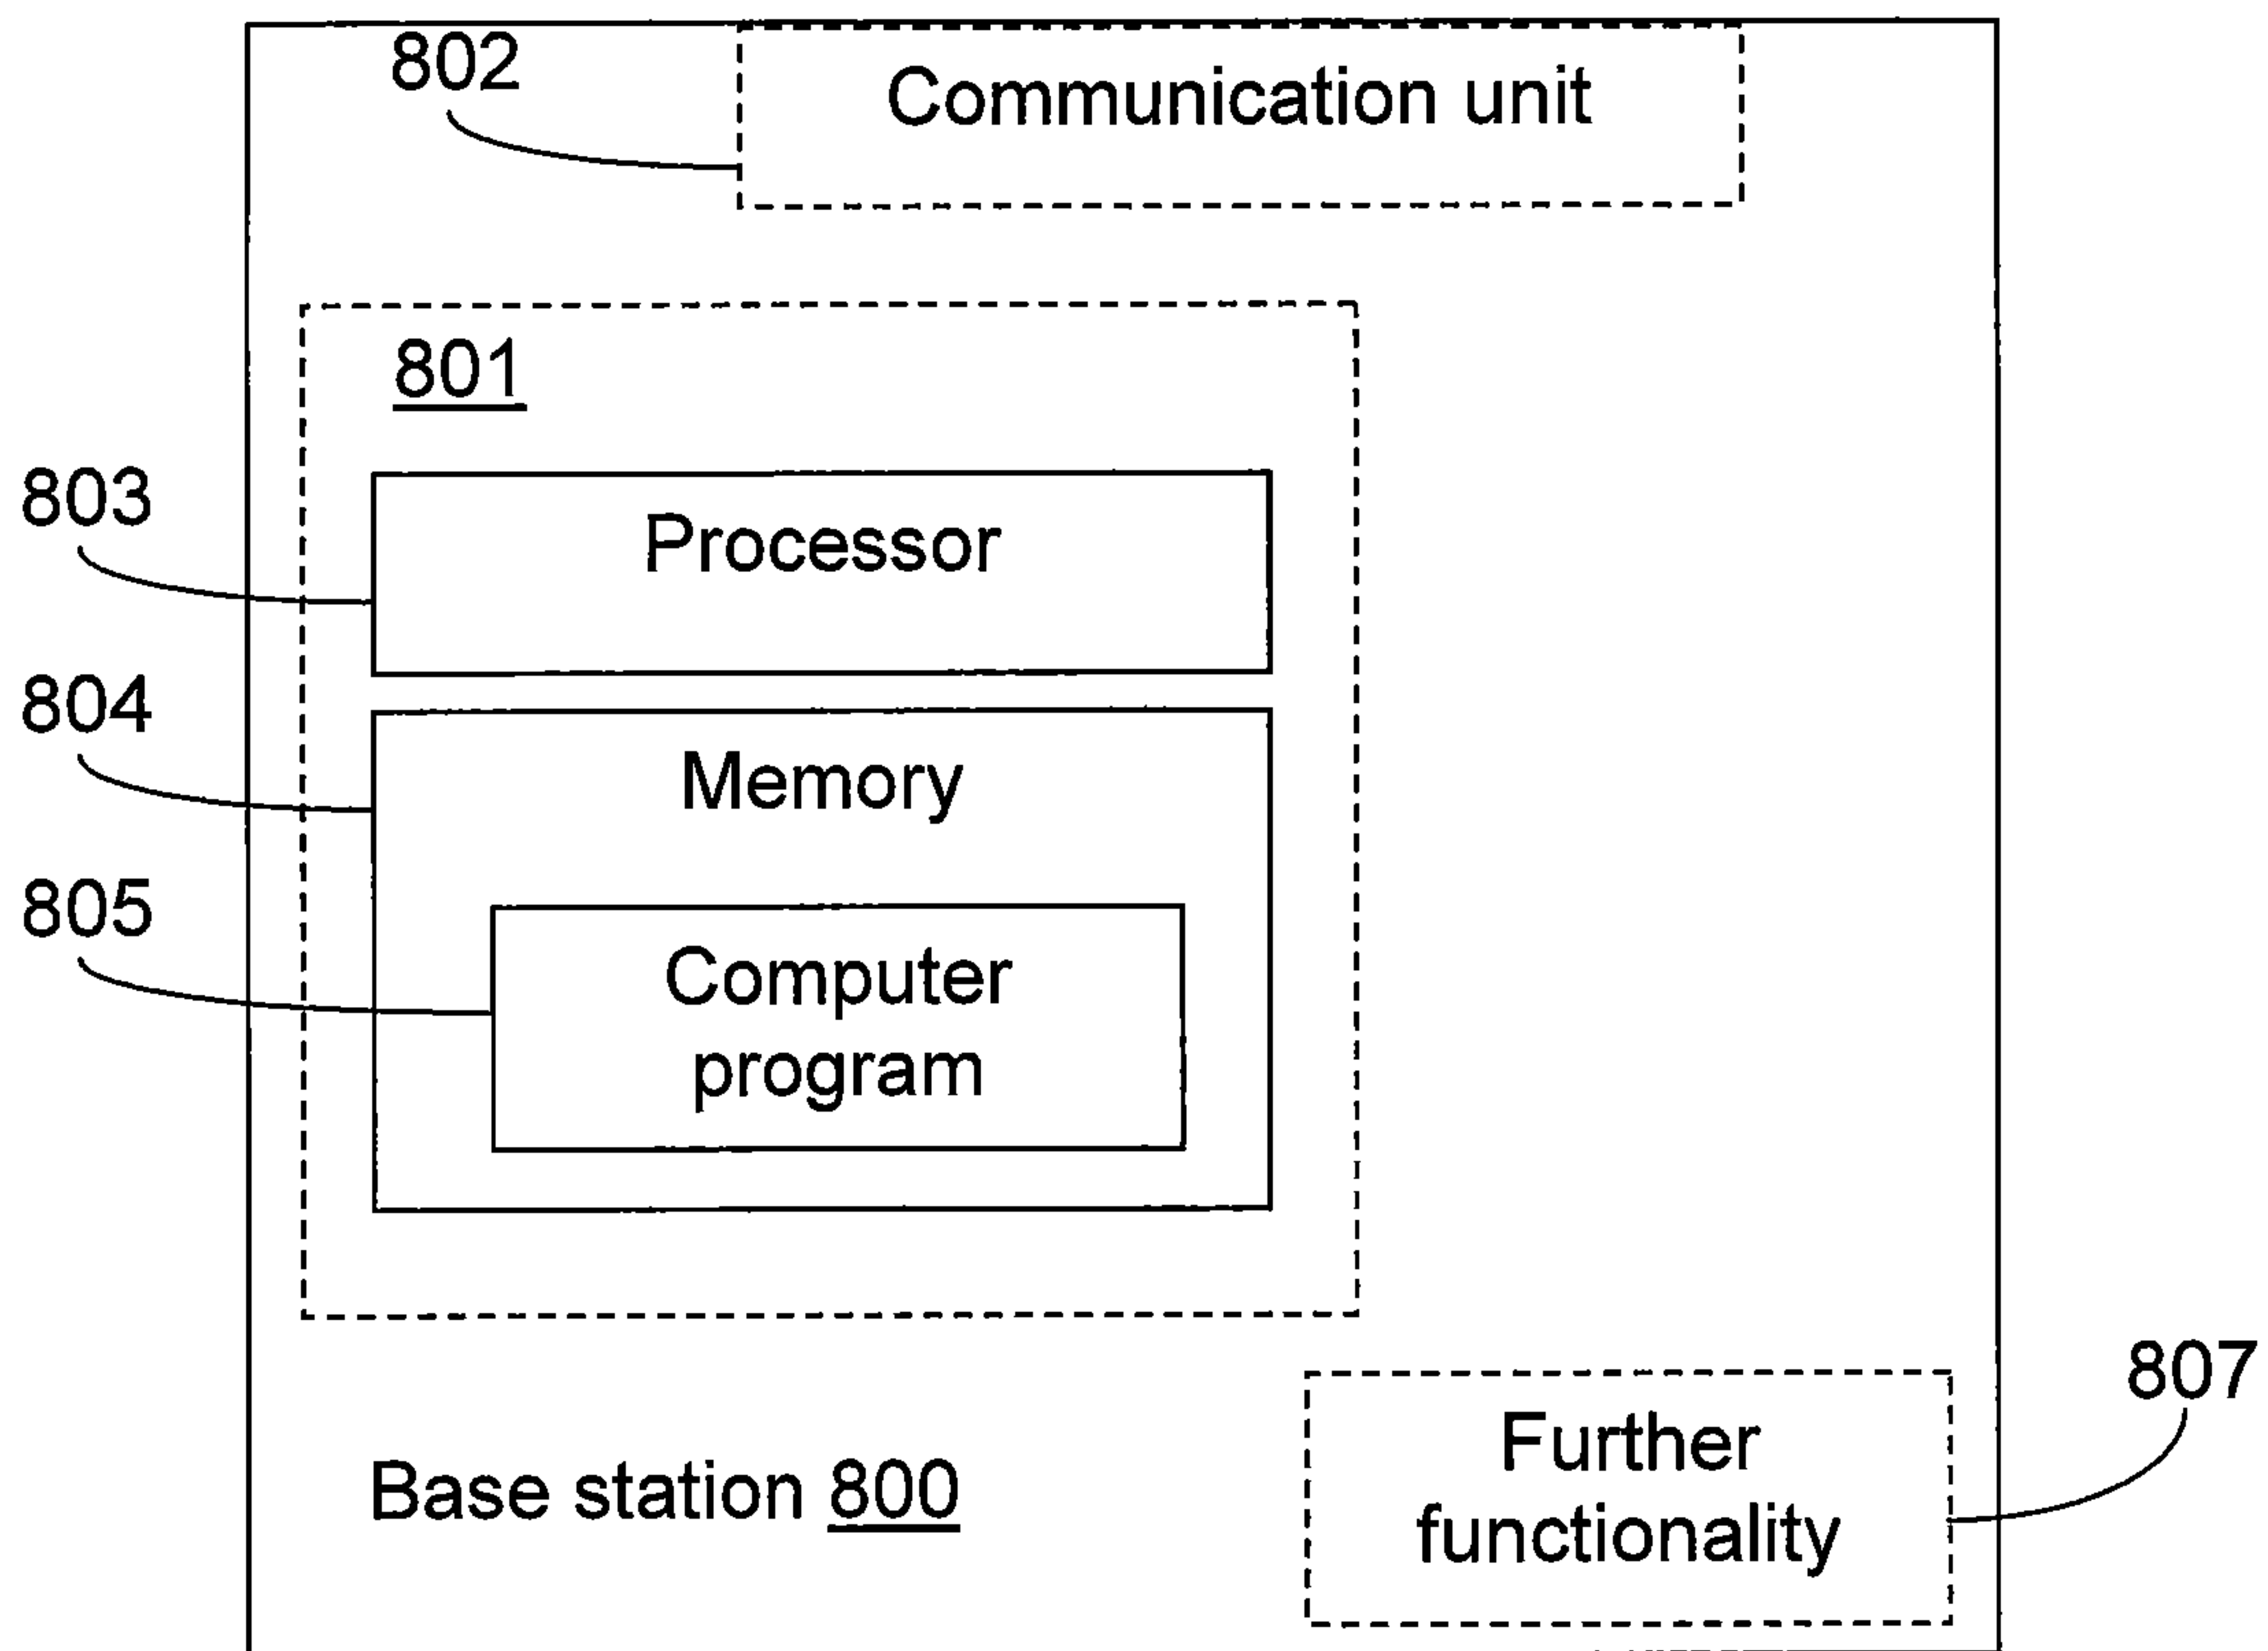 802
Communication unit
801
803
Processor
804
Memory
805
Computer
program
807
Further
functionality
Base station 800